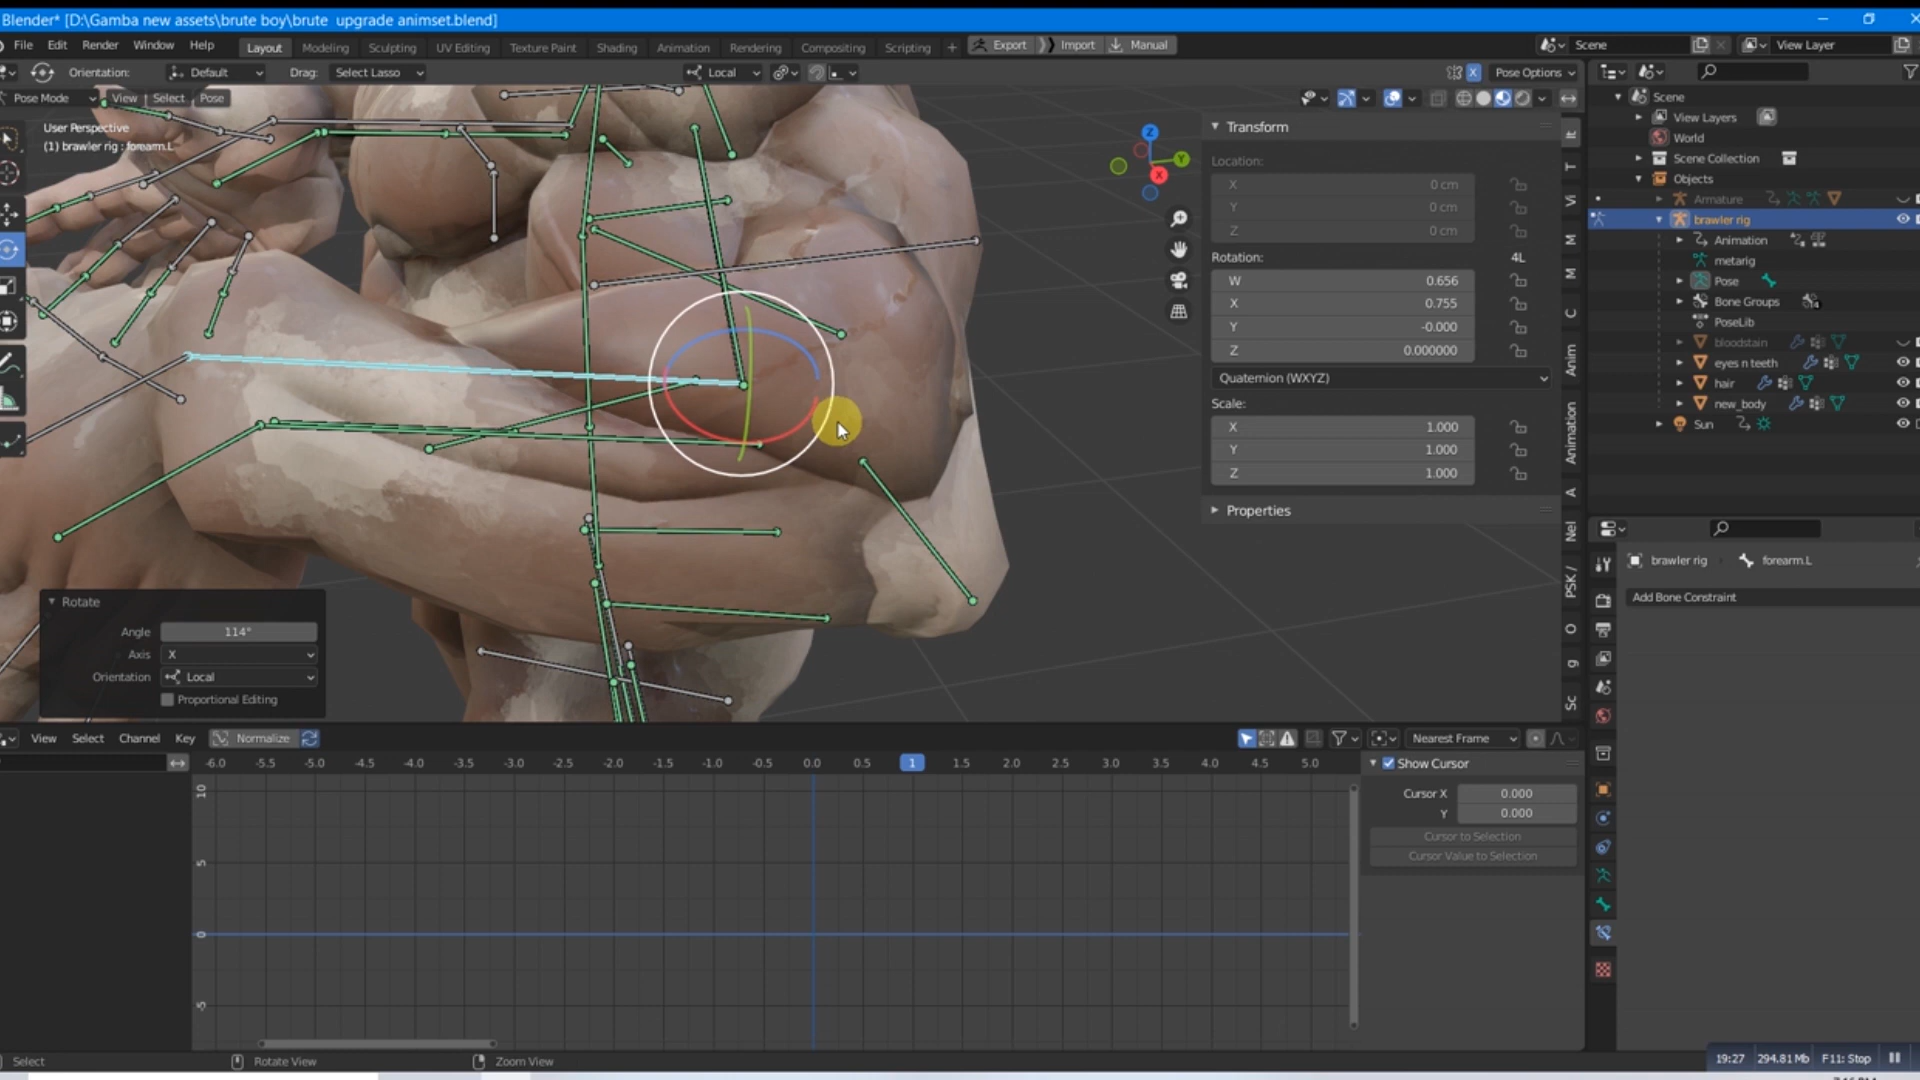 Blender* [D:\Gamba new assets\brute boy\brute upgrade animset.blend]
File Edit Render Window Help Layout Modeling Sculpting UV Editing Texture Paint Shading Animation Rendering Compositing Scripting + Export Import Manual Scene View Layer
Orientation: Default Drag: Select Lasso Local X Pose Options
Pose Mode View Select Pose
User Perspective
(1) brawler rig : forearm.L
Z
Y
X
Transform
Location:
X 0 cm
Y 0 cm
Z 0 cm
Rotation: 4L
W 0.656
X 0.755
Y -0.000
Z 0.000000
Quaternion (WXYZ)
Scale:
X 1.000
Y 1.000
Z 1.000
Properties
It
T
Vi
M
M
C
Anim
Animation
A
Nel
PSK /
O
g
Sc
Scene
View Layers
World
Scene Collection
Objects
Armature
brawler rig
Animation
metarig
Pose
Bone Groups
PoseLib
bloodstain
eyes n teeth
hair
new_body
Sun
brawler rig forearm.L
Add Bone Constraint
Rotate
Angle 114°
Axis X
Orientation Local
Proportional Editing
View Select Channel Key Normalize Nearest Frame
-6.0 -5.5 -5.0 -4.5 -4.0 -3.5 -3.0 -2.5 -2.0 -1.5 -1.0 -0.5 0.0 0.5 1 1.5 2.0 2.5 3.0 3.5 4.0 4.5 5.0
10
5
0
-5
Show Cursor
Cursor X 0.000
Y 0.000
Cursor to Selection
Cursor Value to Selection
Select Rotate View Zoom View
19:27 294.81 Mb F11: Stop